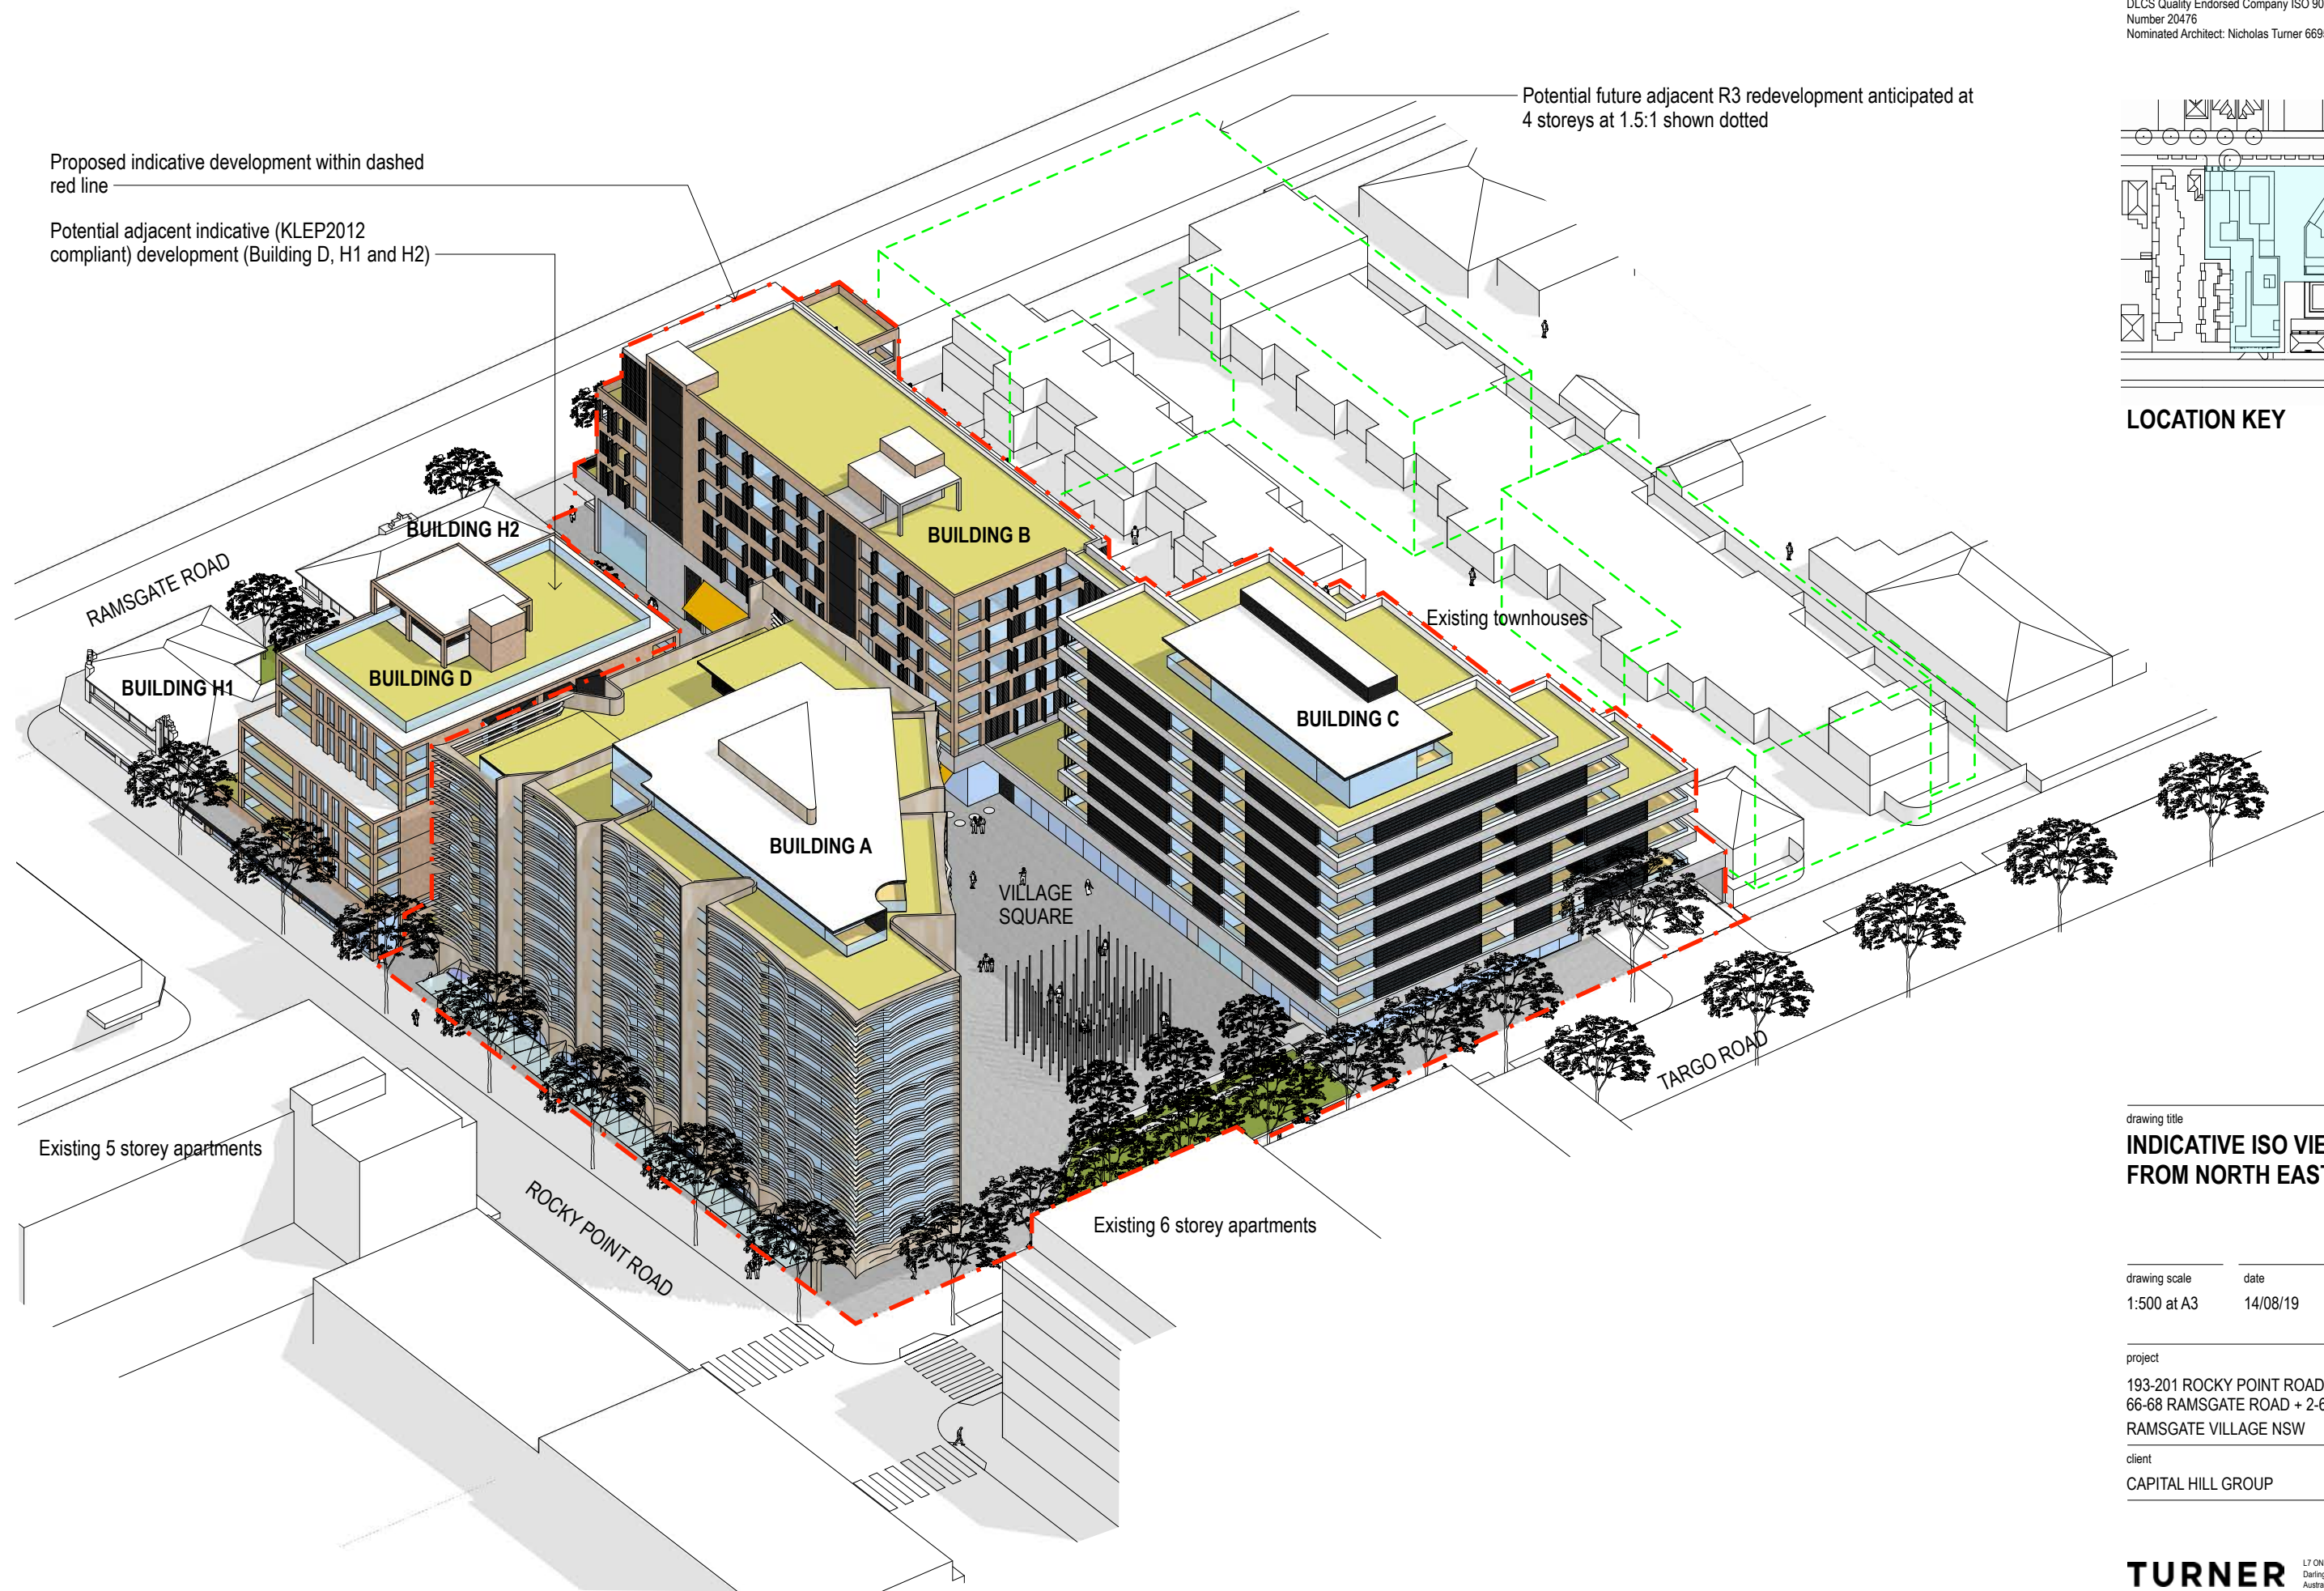 DLCS Quality Endorsed Company ISO 90
Number 20476
Nominated Architect: Nicholas Turner 669
Potential future adjacent R3 redevelopment anticipated at
4 storeys at 1.5:1 shown dotted
Proposed indicative development within dashed
red line
Potential adjacent indicative (KLEP2012
compliant) development (Building D, H1 and H2)
LOCATION KEY
BUILDING H2
BUILDING B
RAMSGATE ROAD
Existing townhouses
BUILDING H1
BUILDING D
BUILDING C
BUILDING A
VILLAGE
SQUARE
TARGO ROAD
Existing 5 storey apartments
ROCKY POINT ROAD
Existing 6 storey apartments
drawing title
INDICATIVE ISO VIE
FROM NORTH EAST
drawing scale date
1:500 at A3 14/08/19
project
193-201 ROCKY POINT ROAD
66-68 RAMSGATE ROAD + 2-6
RAMSGATE VILLAGE NSW
client
CAPITAL HILL GROUP
TURNER
L7 ON
Darling